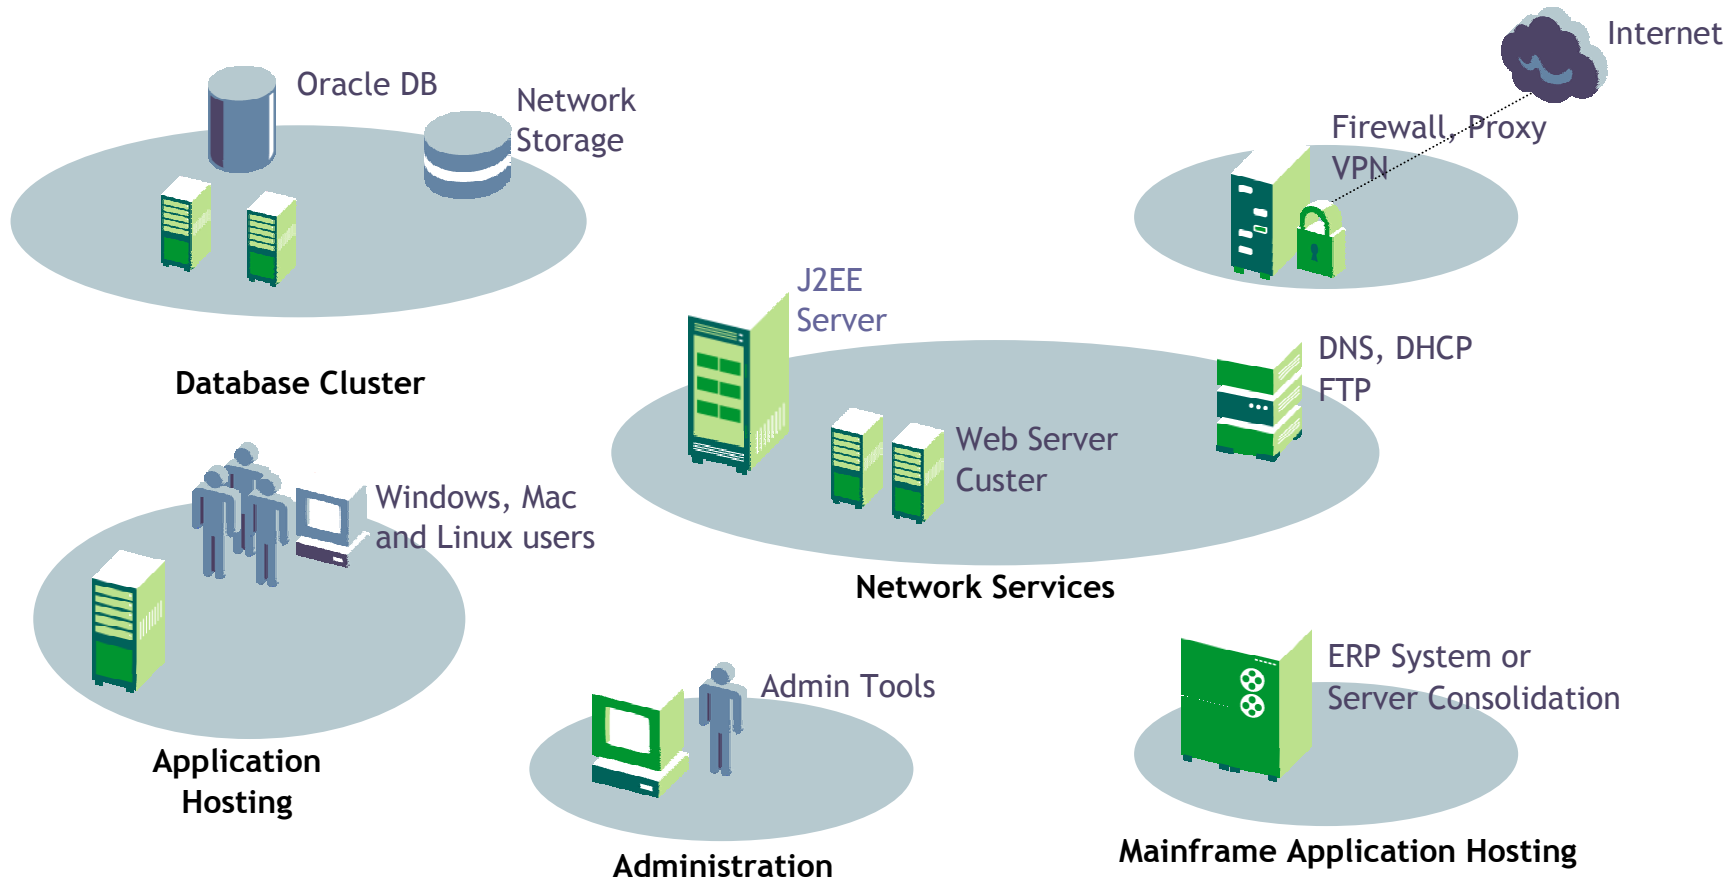 Internet
Oracle DB
Network
Storage
Firewall, Proxy
VPN
J2EE
Server
DNS, DHCP
FTP
Database Cluster
Web Server
Custer
Windows, Mac
and Linux users
Network Services
ERP System or
Server Consolidation
Admin Tools
Application
Hosting
Administration
Mainframe Application Hosting